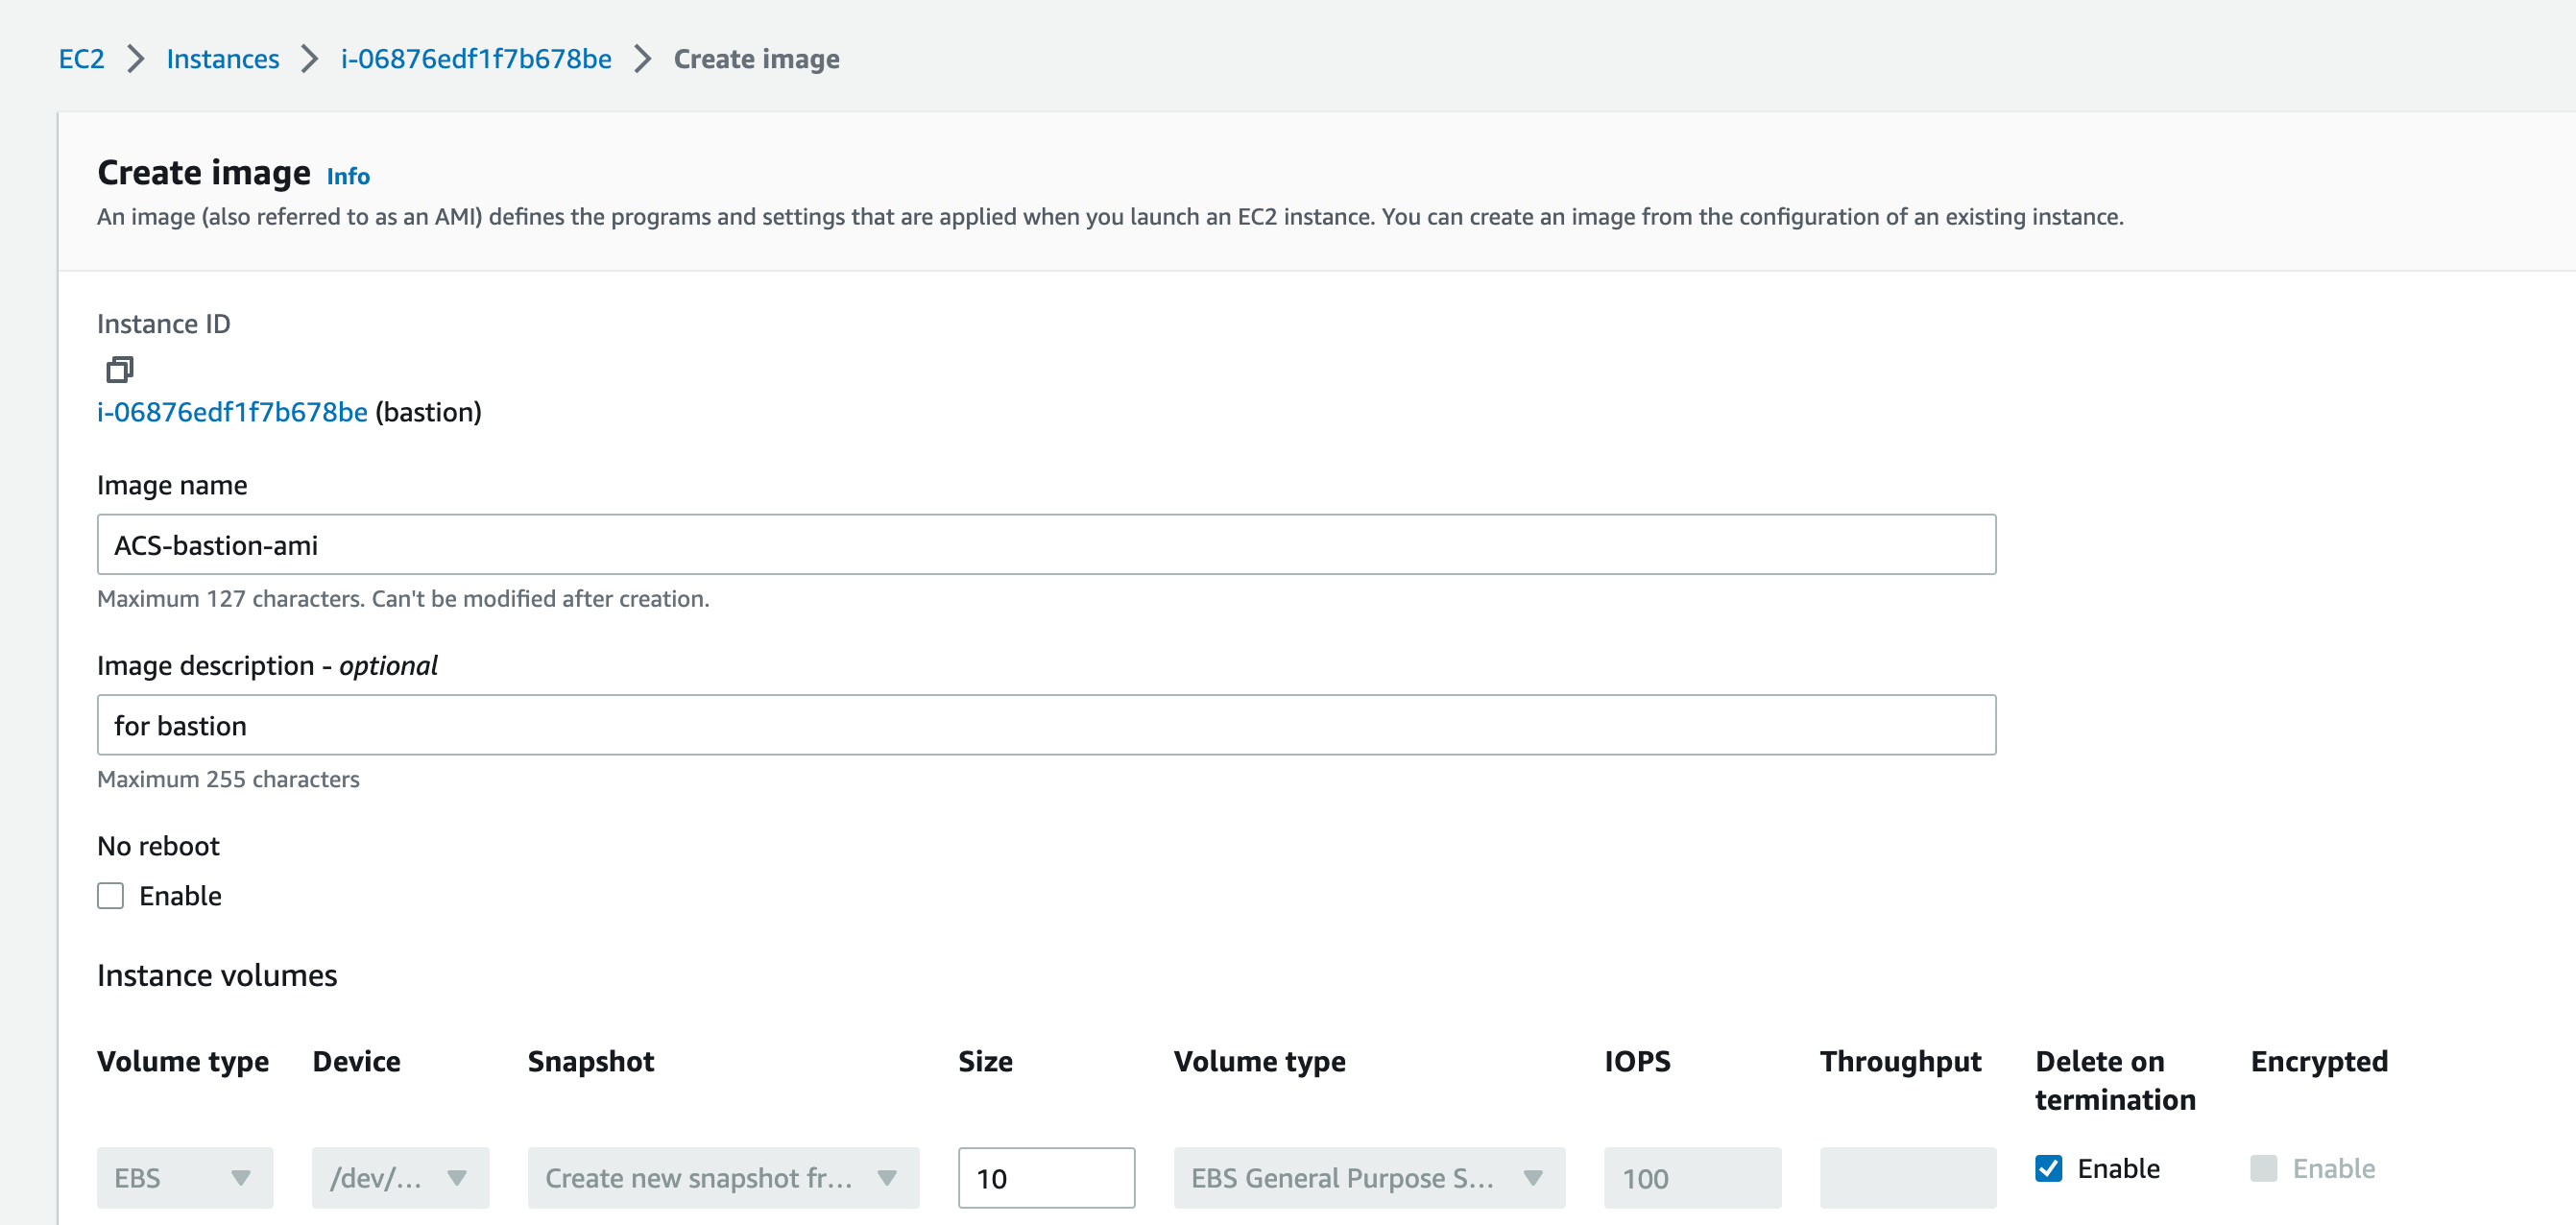 EC2 Instances i-06876edf1f7b678be Create image
Create image Info
An image (also referred to as an AMI) defines the programs and settings that are applied when you launch an EC2 instance. You can create an image from the configuration of an existing instance.
Instance ID
i-06876edf1f7b678be (bastion)
Image name
ACS-bastion-ami
Maximum 127 characters. Can't be modified after creation.
Image description - optional
for bastion
Maximum 255 characters
No reboot
Enable
Instance volumes
Volume type Device Snapshot Size Volume type IOPS Throughput Delete on termination Encrypted
EBS /dev/... Create new snapshot fr... 10 EBS General Purpose S... 100 Enable Enable